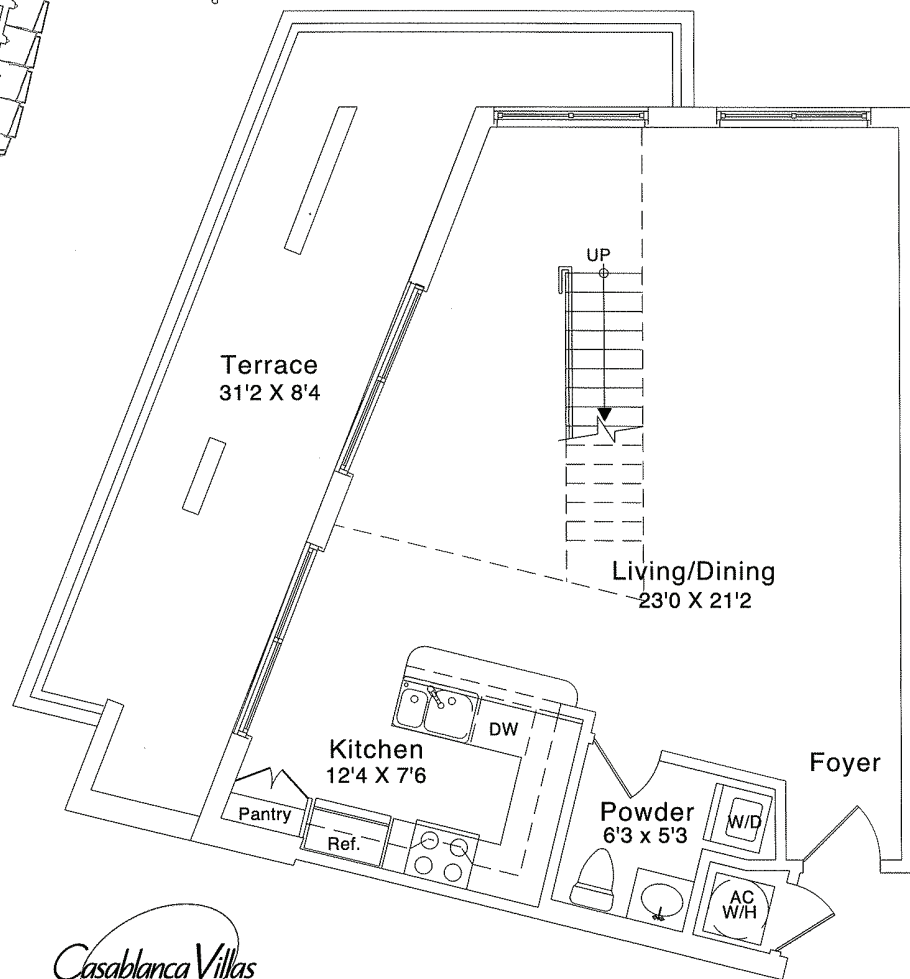 UP
Terrace
31'2 X 8'4
Living/Dining
23'0 X 21'2
DW
Kitchen
12'4 X 7'6
Foyer
Pantry
Ref.
Powder
6'3 x 5'3
W/D
AC
W/H
Casablanca Villas